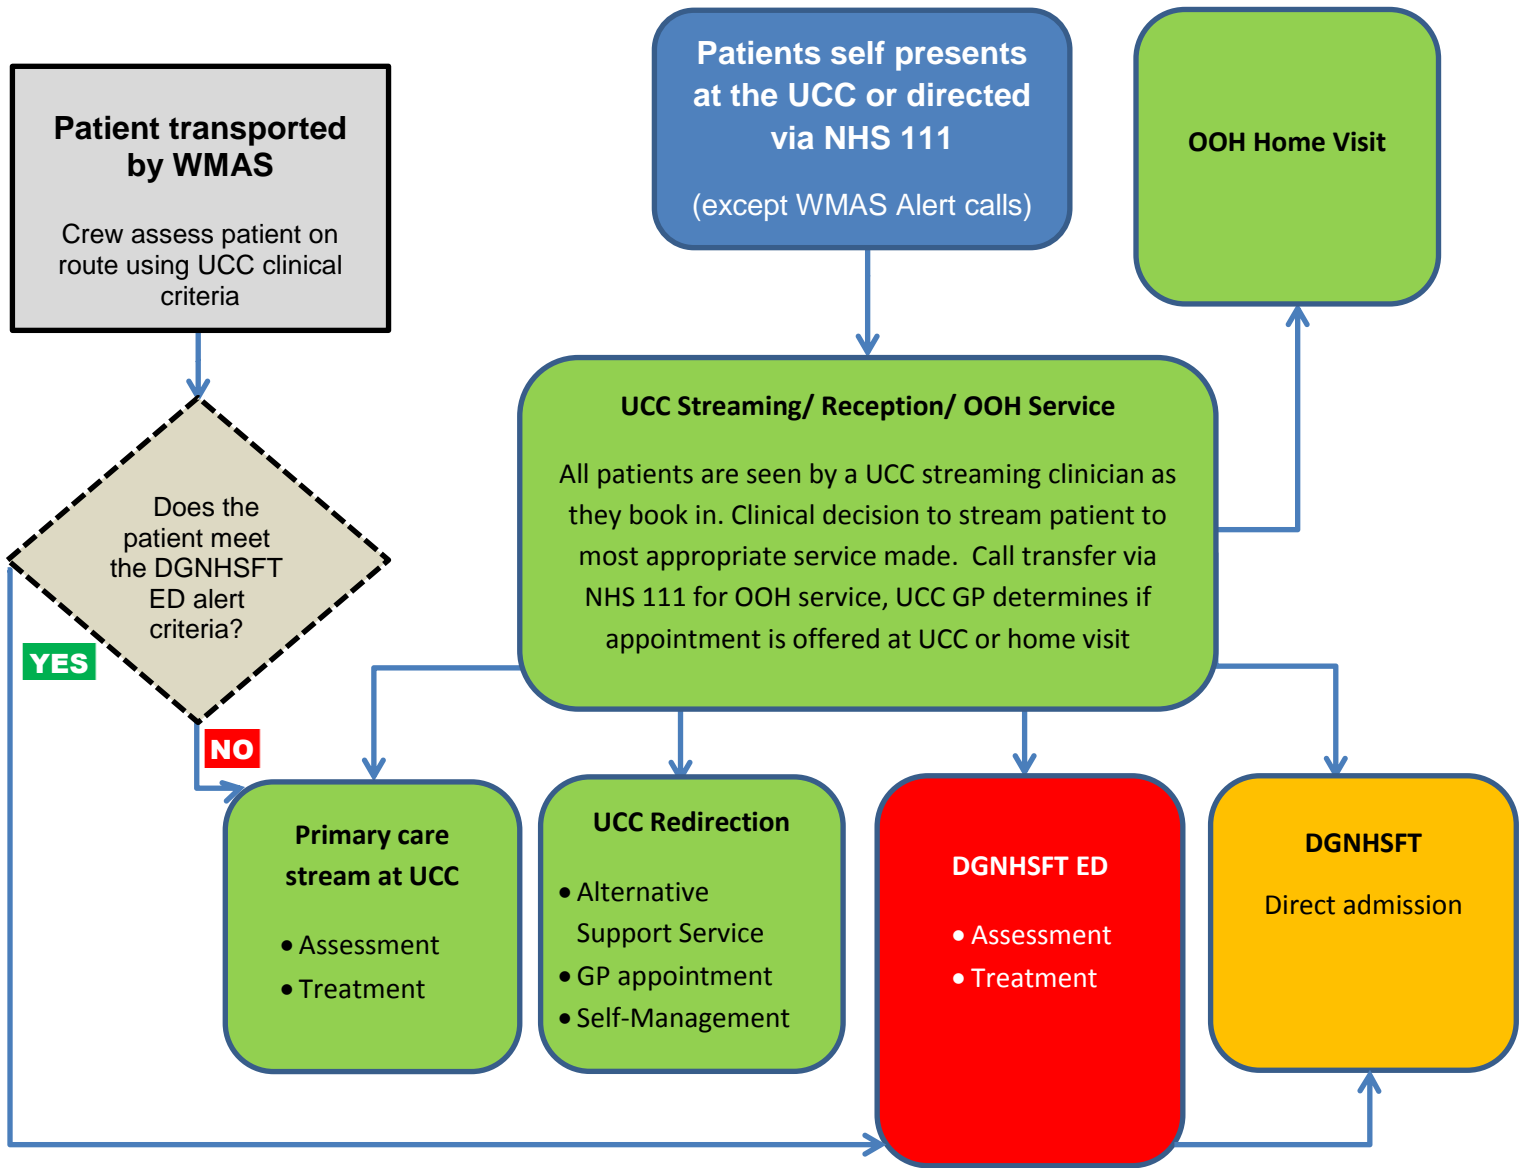 Patient transported
by WMAS
Crew assess patient on
route using UCC clinical
criteria
Patients self presents
at the UCC or directed
via NHS 111
(except WMAS Alert calls)
OOH Home Visit
UCC Streaming/ Reception/ OOH Service
All patients are seen by a UCC streaming clinician as
they book in. Clinical decision to stream patient to
most appropriate service made.  Call transfer via
NHS 111 for OOH service, UCC GP determines if
appointment is offered at UCC or home visit
Does the
patient meet
the DGNHSFT
ED alert
criteria?
YES
NO
Primary care
stream at UCC
• Assessment
• Treatment
UCC Redirection
• Alternative
Support Service
• GP appointment
• Self-Management
DGNHSFT ED
• Assessment
• Treatment
DGNHSFT
Direct admission